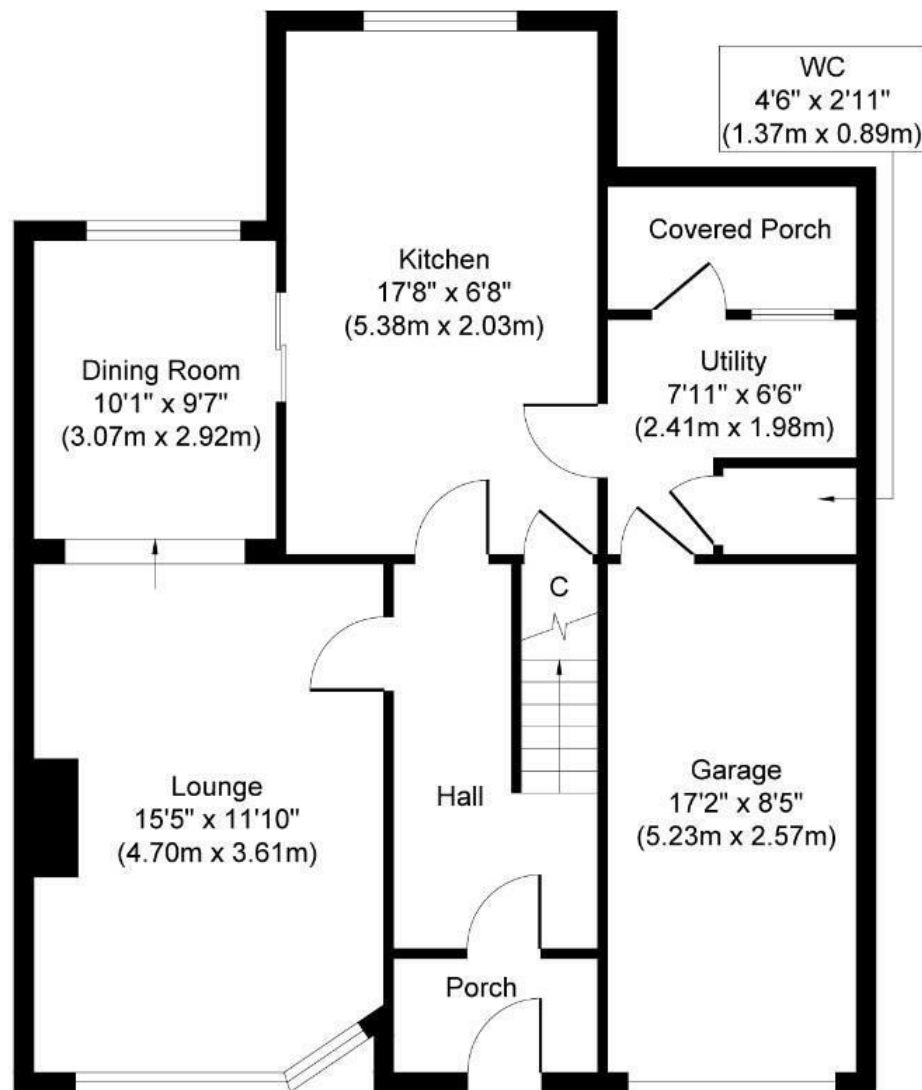 WC
4'6" x 2'11"
(1.37m x 0.89m)
Covered Porch
Kitchen
17'8" x 6'8"
(5.38m x 2.03m)
Dining Room
10'1" x 9'7"
(3.07m x 2.92m)
Utility
7'11" x 6'6"
(2.41m x 1.98m)
C
Lounge
15'5" x 11'10"
(4.70m x 3.61m)
Hall
Garage
17'2" x 8'5"
(5.23m x 2.57m)
Porch